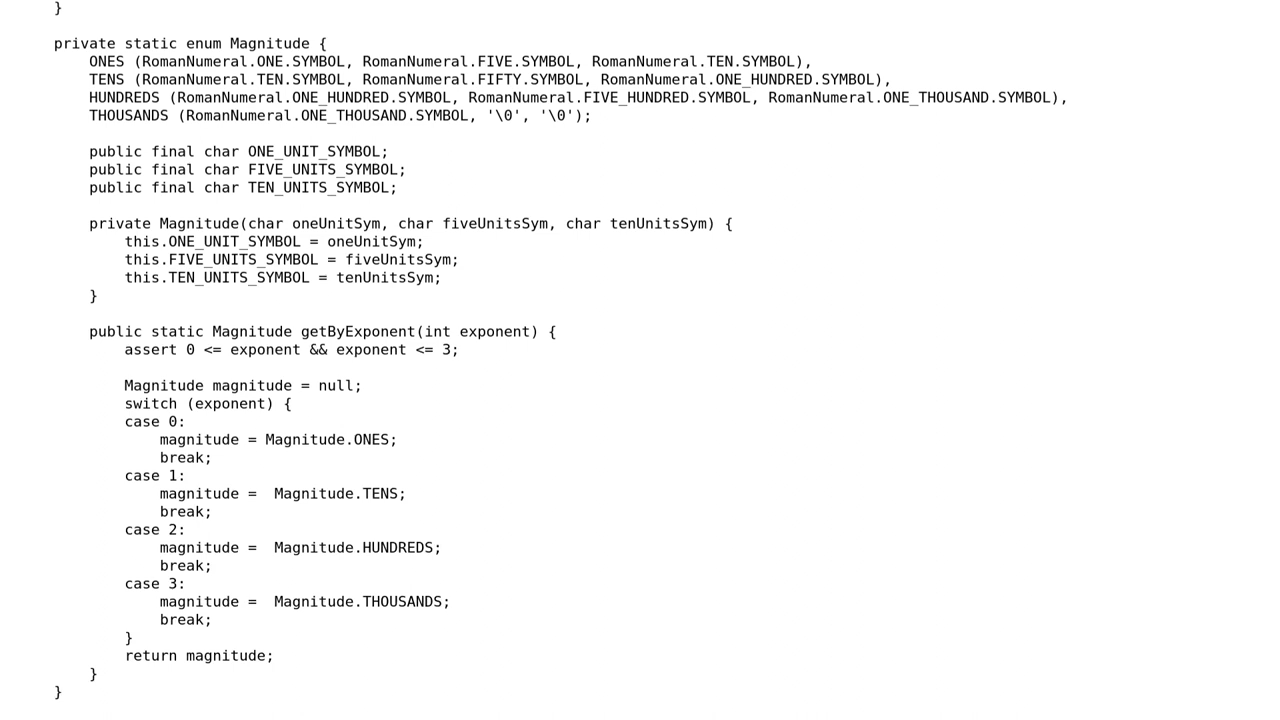 }
private static enum Magnitude {
ONES (RomanNumeral.ONE.SYMBOL, RomanNumeral.FIVE.SYMBOL, RomanNumeral.TEN.SYMBOL),
TENS (RomanNumeral.TEN.SYMBOL, RomanNumeral.FIFTY.SYMBOL, RomanNumeral.ONE_HUNDRED.SYMBOL),
HUNDREDS (RomanNumeral.ONE_HUNDRED.SYMBOL, RomanNumeral.FIVE_HUNDRED.SYMBOL, RomanNumeral.ONE_THOUSAND.SYMBOL),
THOUSANDS (RomanNumeral.ONE_THOUSAND.SYMBOL, '\0', '\0');
public final char ONE_UNIT_SYMBOL;
public final char FIVE_UNITS_SYMBOL;
public final char TEN_UNITS_SYMBOL;
private Magnitude(char oneUnitSym, char fiveUnitsSym, char tenUnitsSym) {
this.ONE_UNIT_SYMBOL = oneUnitSym;
this.FIVE_UNITS_SYMBOL = fiveUnitsSym;
this.TEN_UNITS_SYMBOL = tenUnitsSym;
}
public static Magnitude getByExponent(int exponent) {
assert 0 <= exponent && exponent <= 3;
Magnitude magnitude = null;
switch (exponent) {
case 0:
magnitude = Magnitude.ONES;
break;
case 1:
magnitude =  Magnitude.TENS;
break;
case 2:
magnitude =  Magnitude.HUNDREDS;
break;
case 3:
magnitude =  Magnitude.THOUSANDS;
break;
}
return magnitude;
}
}